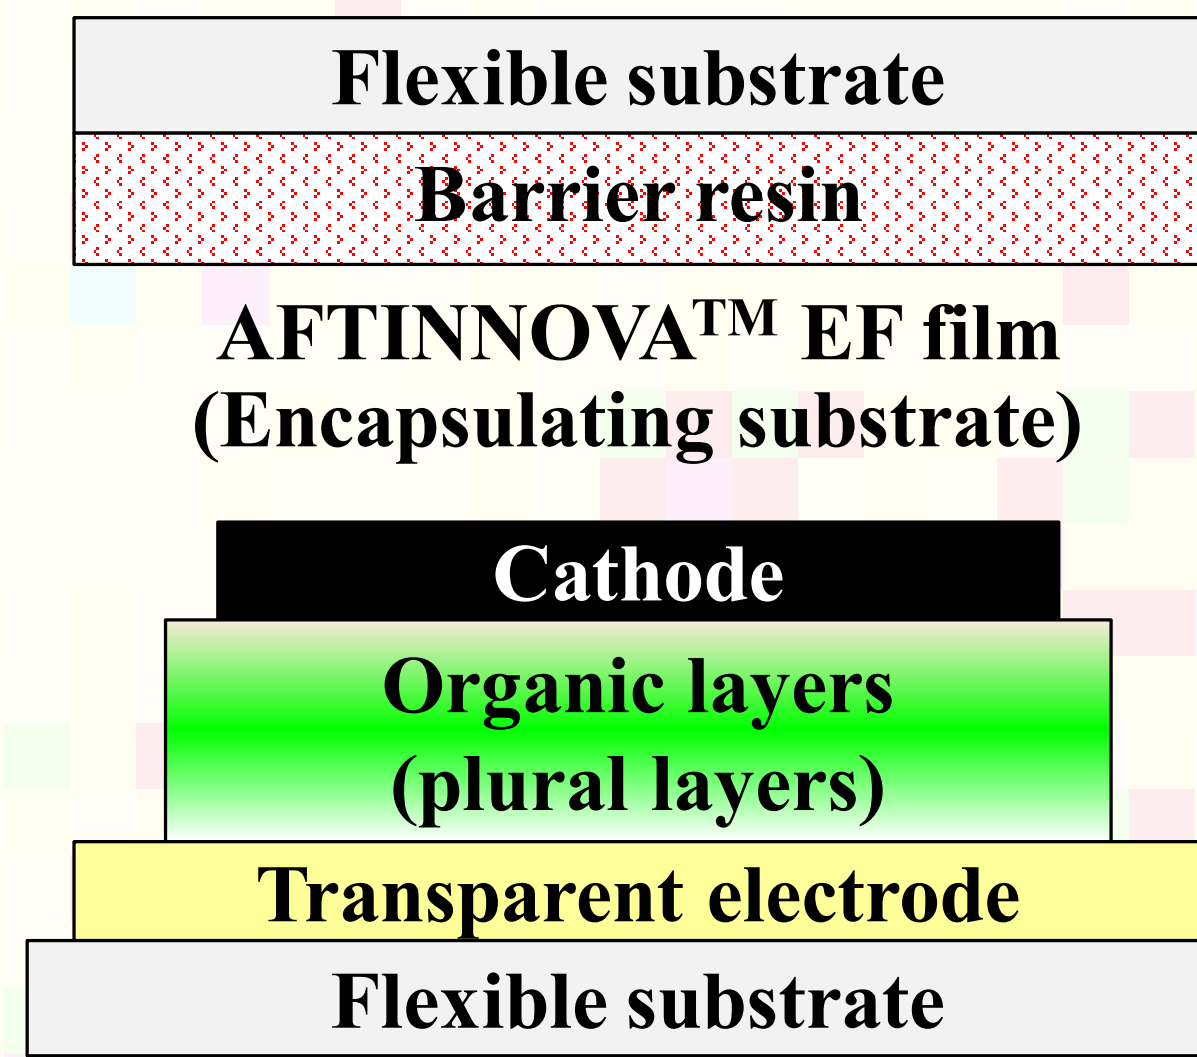 Flexible substrate
Barrier resin
AFTINNOVA™ EF film
(Encapsulating substrate)
Cathode
Organic layers
(plural layers)
Transparent electrode
Flexible substrate